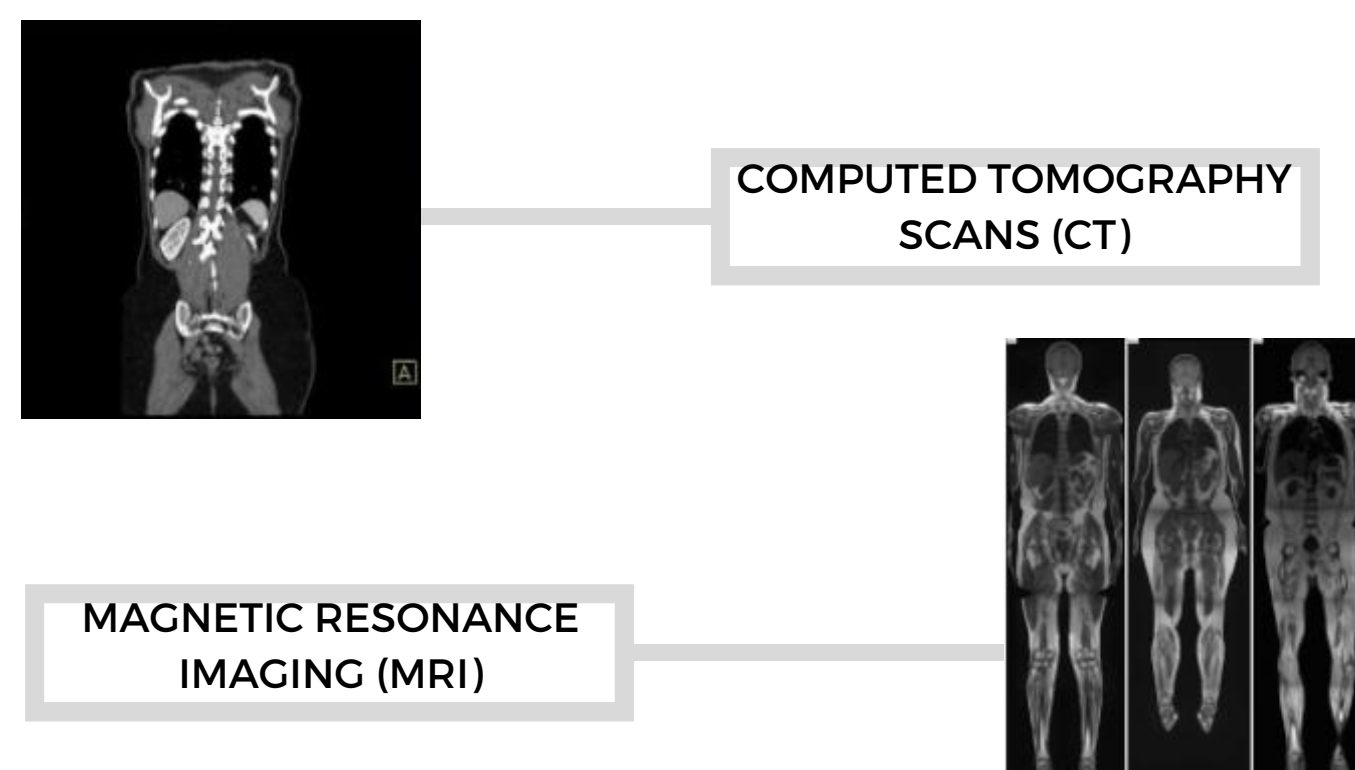 COMPUTED TOMOGRAPHY
SCANS (CT)
A
MAGNETIC RESONANCE
IMAGING (MRI)